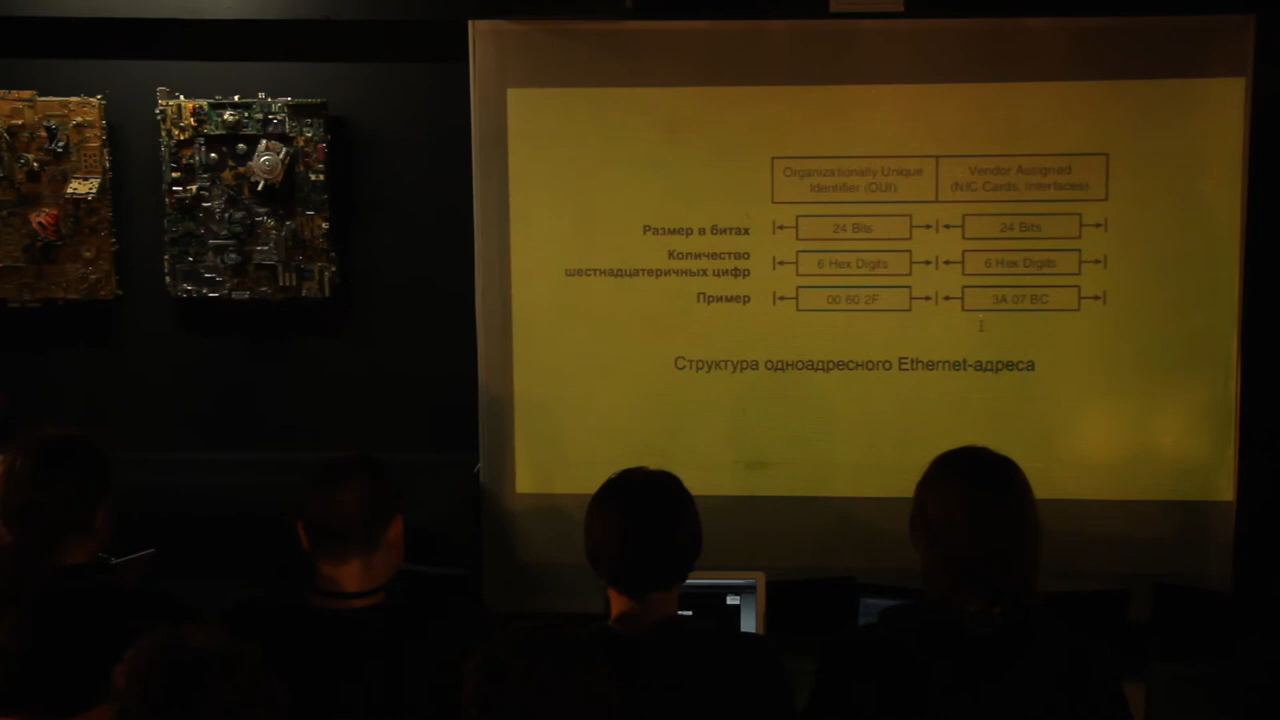 Organizationally Unique
Identifier (OUI)
Vendor Assigned
(NIC Cards, Interfaces)
Размер в битах
24 Bits
24 Bits
Количество
шестнадцатеричных цифр
6 Hex Digits
6 Hex Digits
Пример
00 60 2F
3A 07 BC
Структура одноадресного Ethernet-адреса